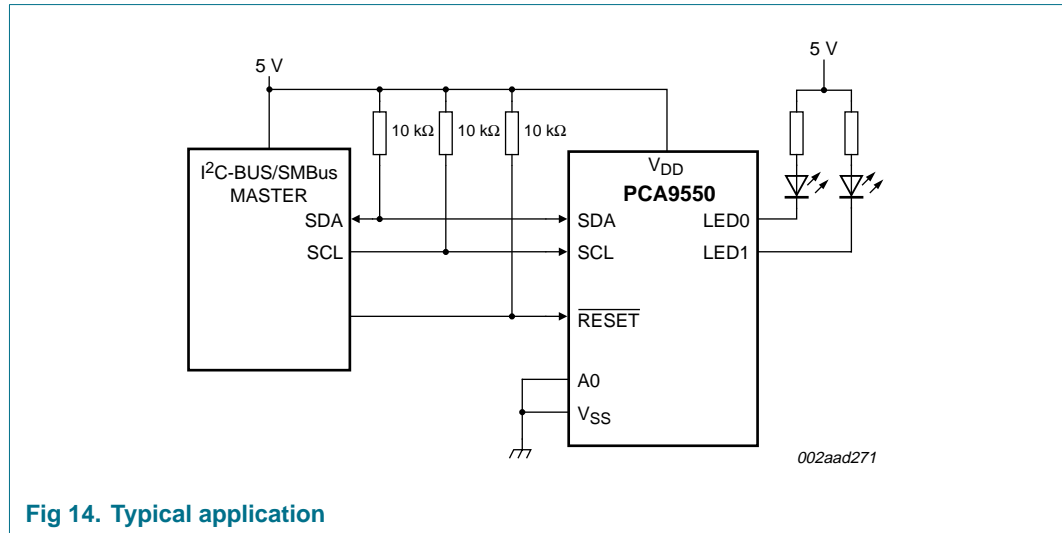 5 V
5 V
10 kΩ 10 kΩ 10 kΩ
I²C-BUS/SMBus
MASTER
SDA
SCL
VDD
PCA9550
SDA
SCL
RESET
A0
VSS
LED0
LED1
002aad271
Fig 14. Typical application